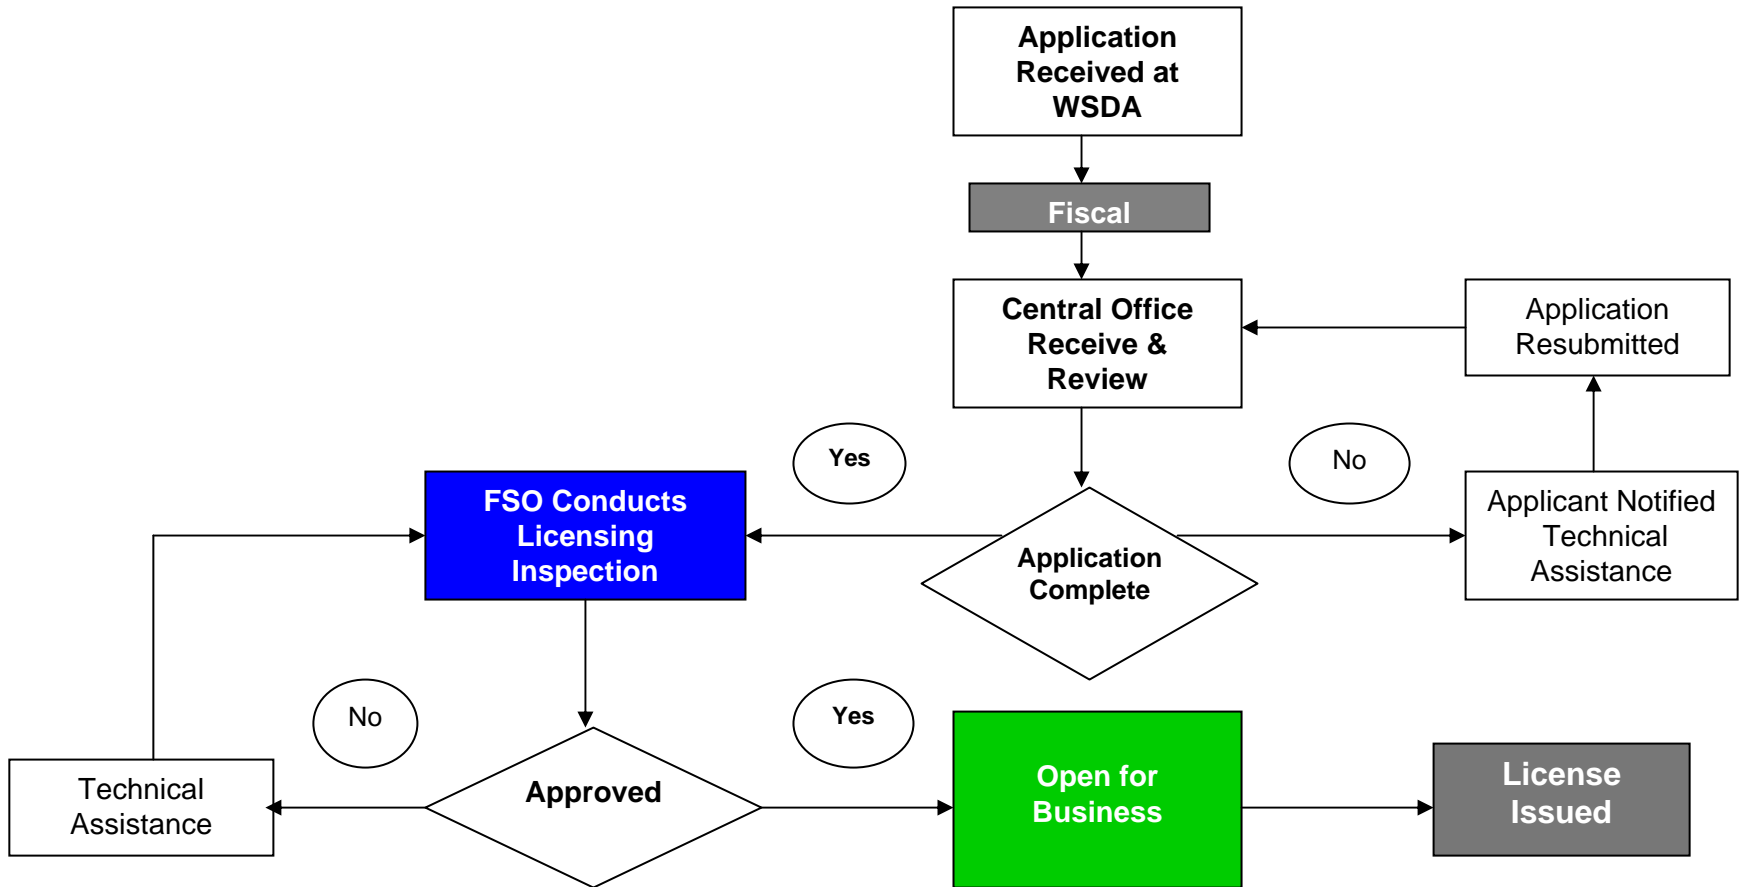 Application
Received at
WSDA
Fiscal
Central Office
Receive &
Review
Application
Resubmitted
Yes
No
FSO Conducts
Licensing
Inspection
Application
Complete
Applicant Notified
Technical
Assistance
No
Yes
Technical
Assistance
Approved
Open for
Business
License
Issued